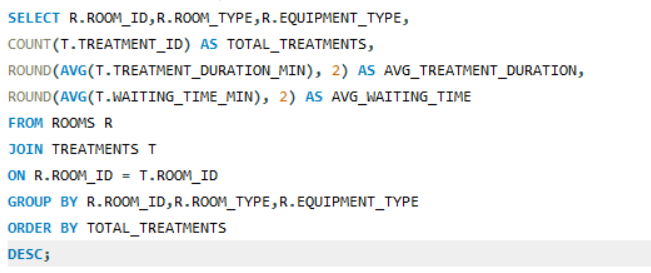 SELECT R.ROOM_ID,R.ROOM_TYPE,R.EQUIPMENT_TYPE,
COUNT(T.TREATMENT_ID) AS TOTAL_TREATMENTS,
ROUND(AVG(T.TREATMENT_DURATION_MIN), 2) AS AVG_TREATMENT_DURATION,
ROUND(AVG(T.WAITING_TIME_MIN), 2) AS AVG_WAITING_TIME
FROM ROOMS R
JOIN TREATMENTS T
ON R.ROOM_ID = T.ROOM_ID
GROUP BY R.ROOM_ID,R.ROOM_TYPE,R.EQUIPMENT_TYPE
ORDER BY TOTAL_TREATMENTS
DESC;